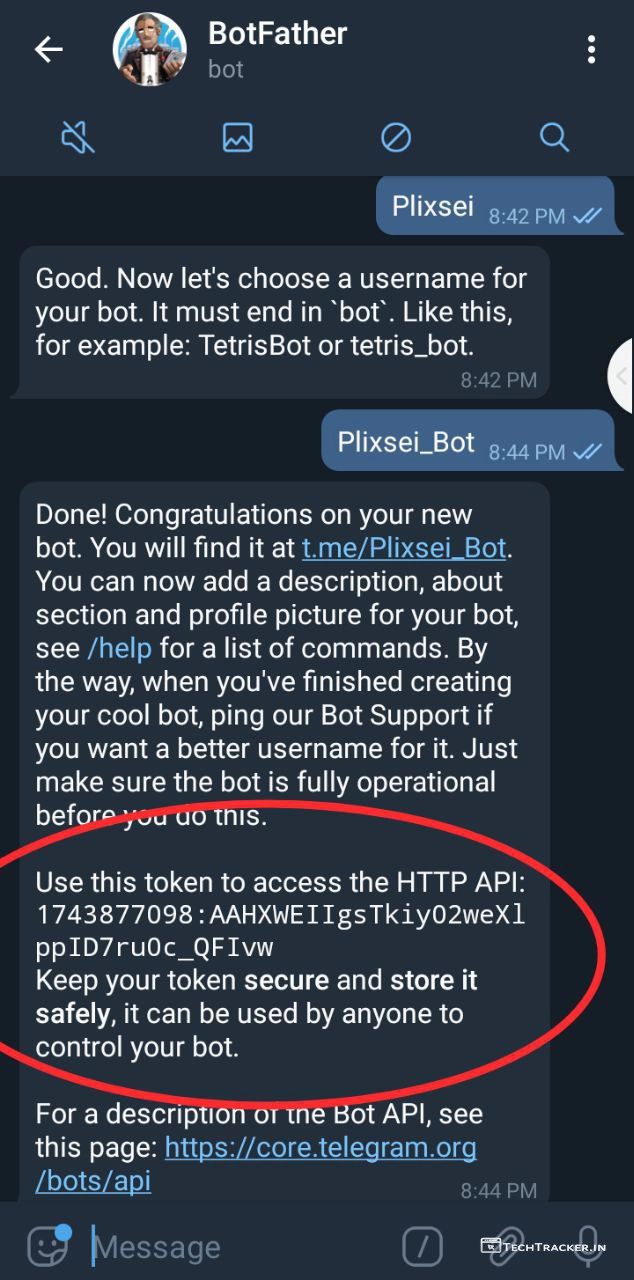 BotFather
bot
Plixsei 8:42 PM
Good. Now let's choose a username for
your bot. It must end in `bot`. Like this,
for example: TetrisBot or tetris_bot.
8:42 PM
Plixsei_Bot 8:44 PM
Done! Congratulations on your new
bot. You will find it at t.me/Plixsei_Bot.
You can now add a description, about
section and profile picture for your bot,
see /help for a list of commands. By
the way, when you've finished creating
your cool bot, ping our Bot Support if
you want a better username for it. Just
make sure the bot is fully operational
before you do this.
Use this token to access the HTTP API:
1743877098:AAHXWEIIgsTkiyO2weXl
ppID7ruOc_QFIvw
Keep your token secure and store it
safely, it can be used by anyone to
control your bot.
For a description of the Bot API, see
this page: https://core.telegram.org
/bots/api
8:44 PM
Message
TECHTRACKER.IN